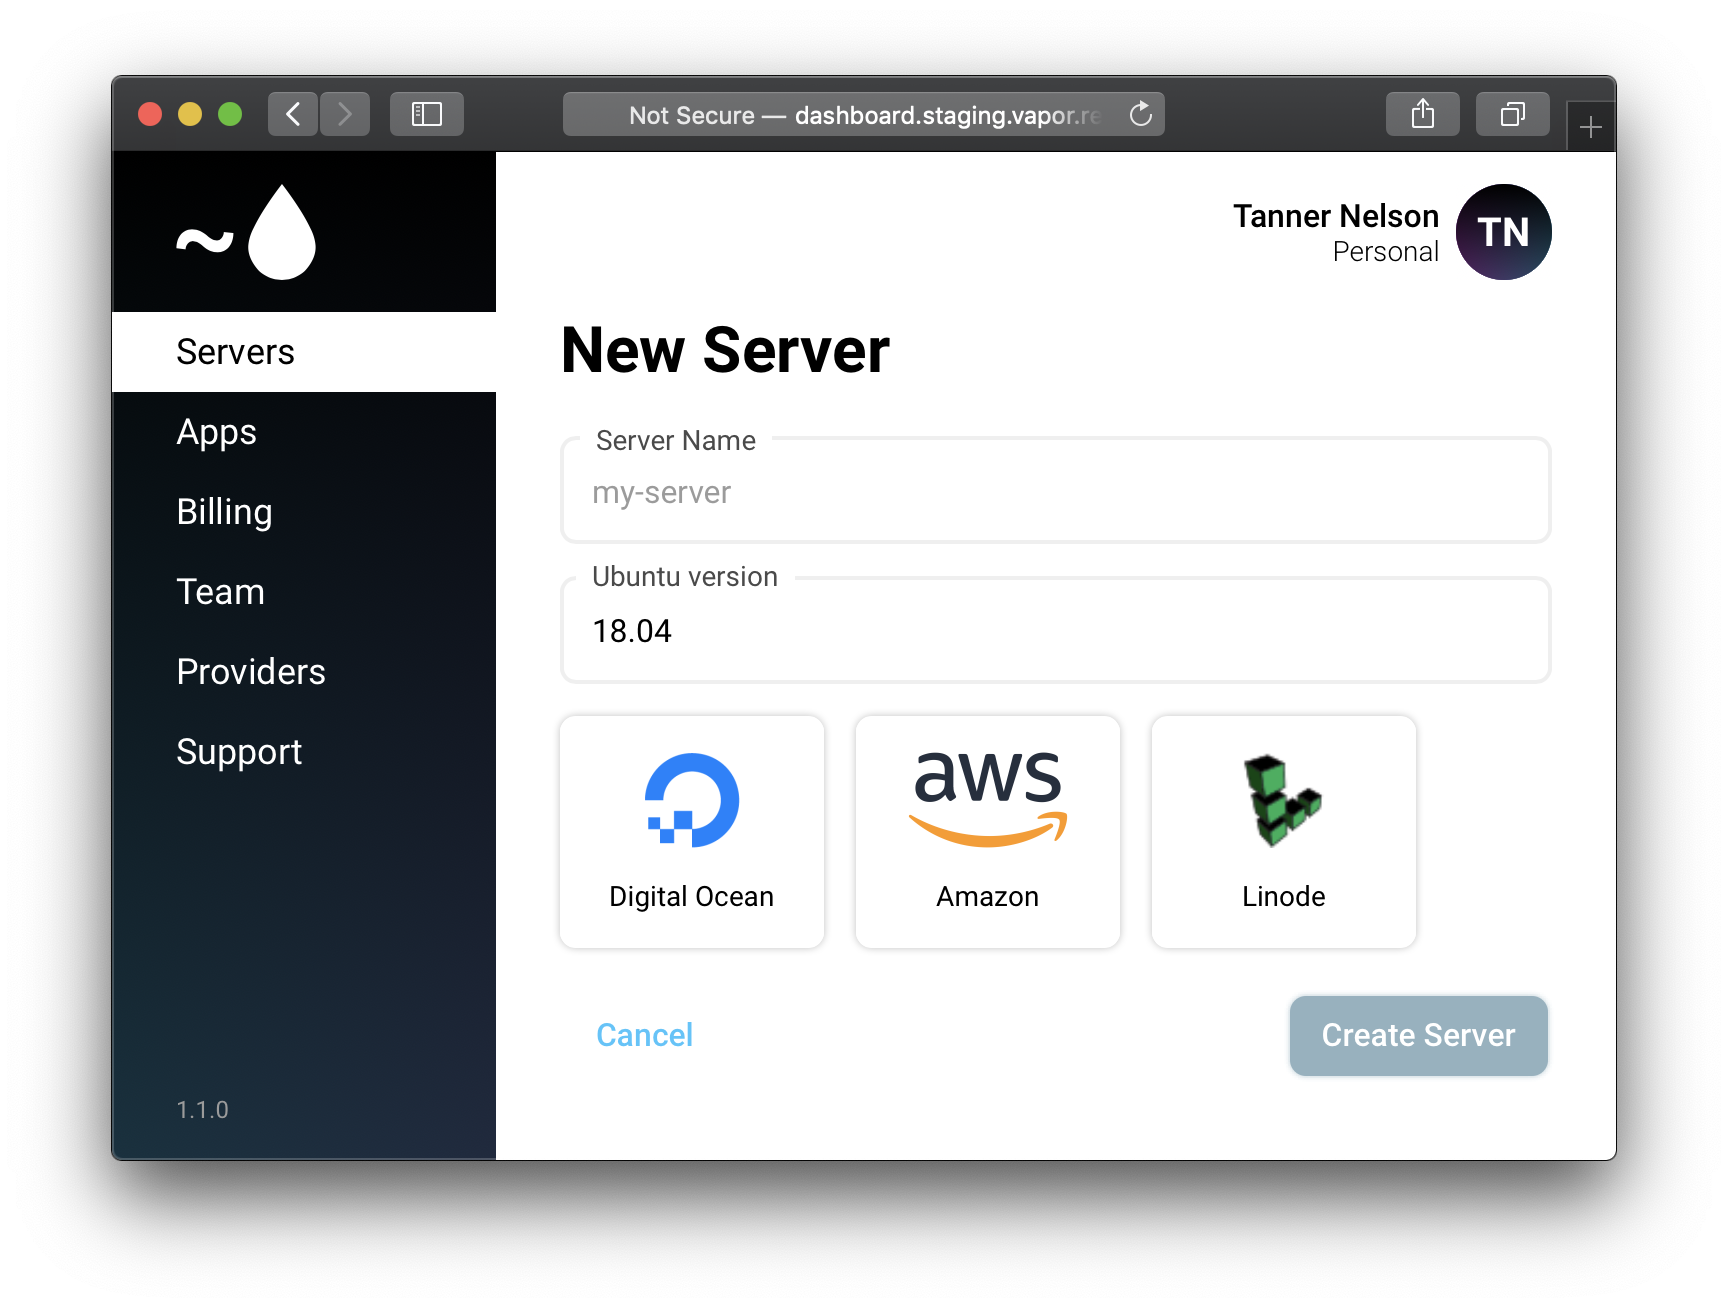 Not Secure — dashboard.staging.vapor.re
~
Tanner Nelson
Personal
TN
Servers
Apps
Billing
Team
Providers
Support
1.1.0
New Server
Server Name
my-server
Ubuntu version
18.04
aws
Digital Ocean
Amazon
Linode
Cancel
Create Server